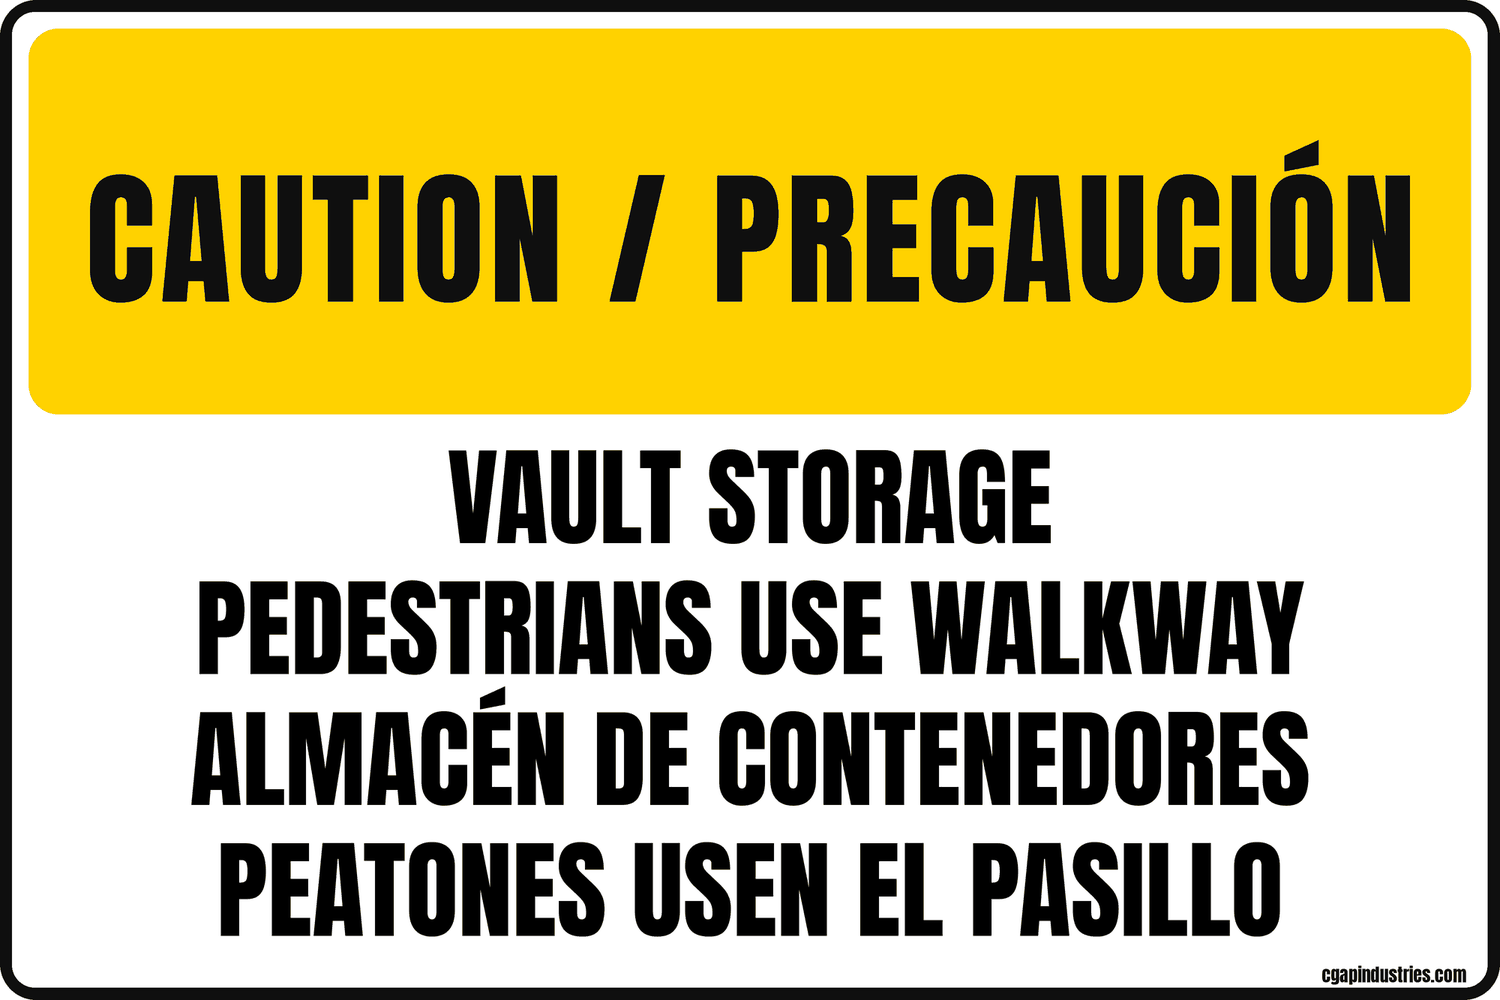 CAUTION / PRECAUCIÓN
VAULT STORAGE
PEDESTRIANS USE WALKWAY
ALMACÉN DE CONTENEDORES
PEATONES USEN EL PASILLO
cgapindustries.com